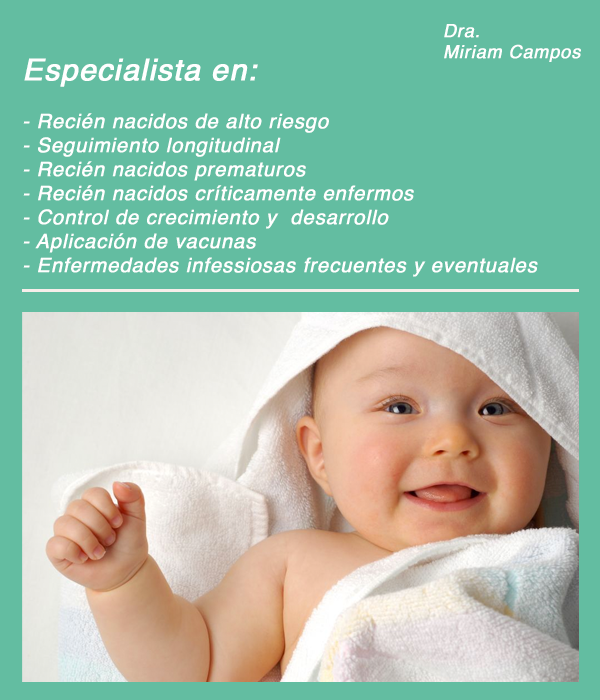 Dra.
Miriam Campos
Especialista en:
- Recién nacidos de alto riesgo
- Seguimiento longitudinal
- Recién nacidos prematuros
- Recién nacidos críticamente enfermos
- Control de crecimiento y  desarrollo
- Aplicación de vacunas
- Enfermedades infessiosas frecuentes y eventuales